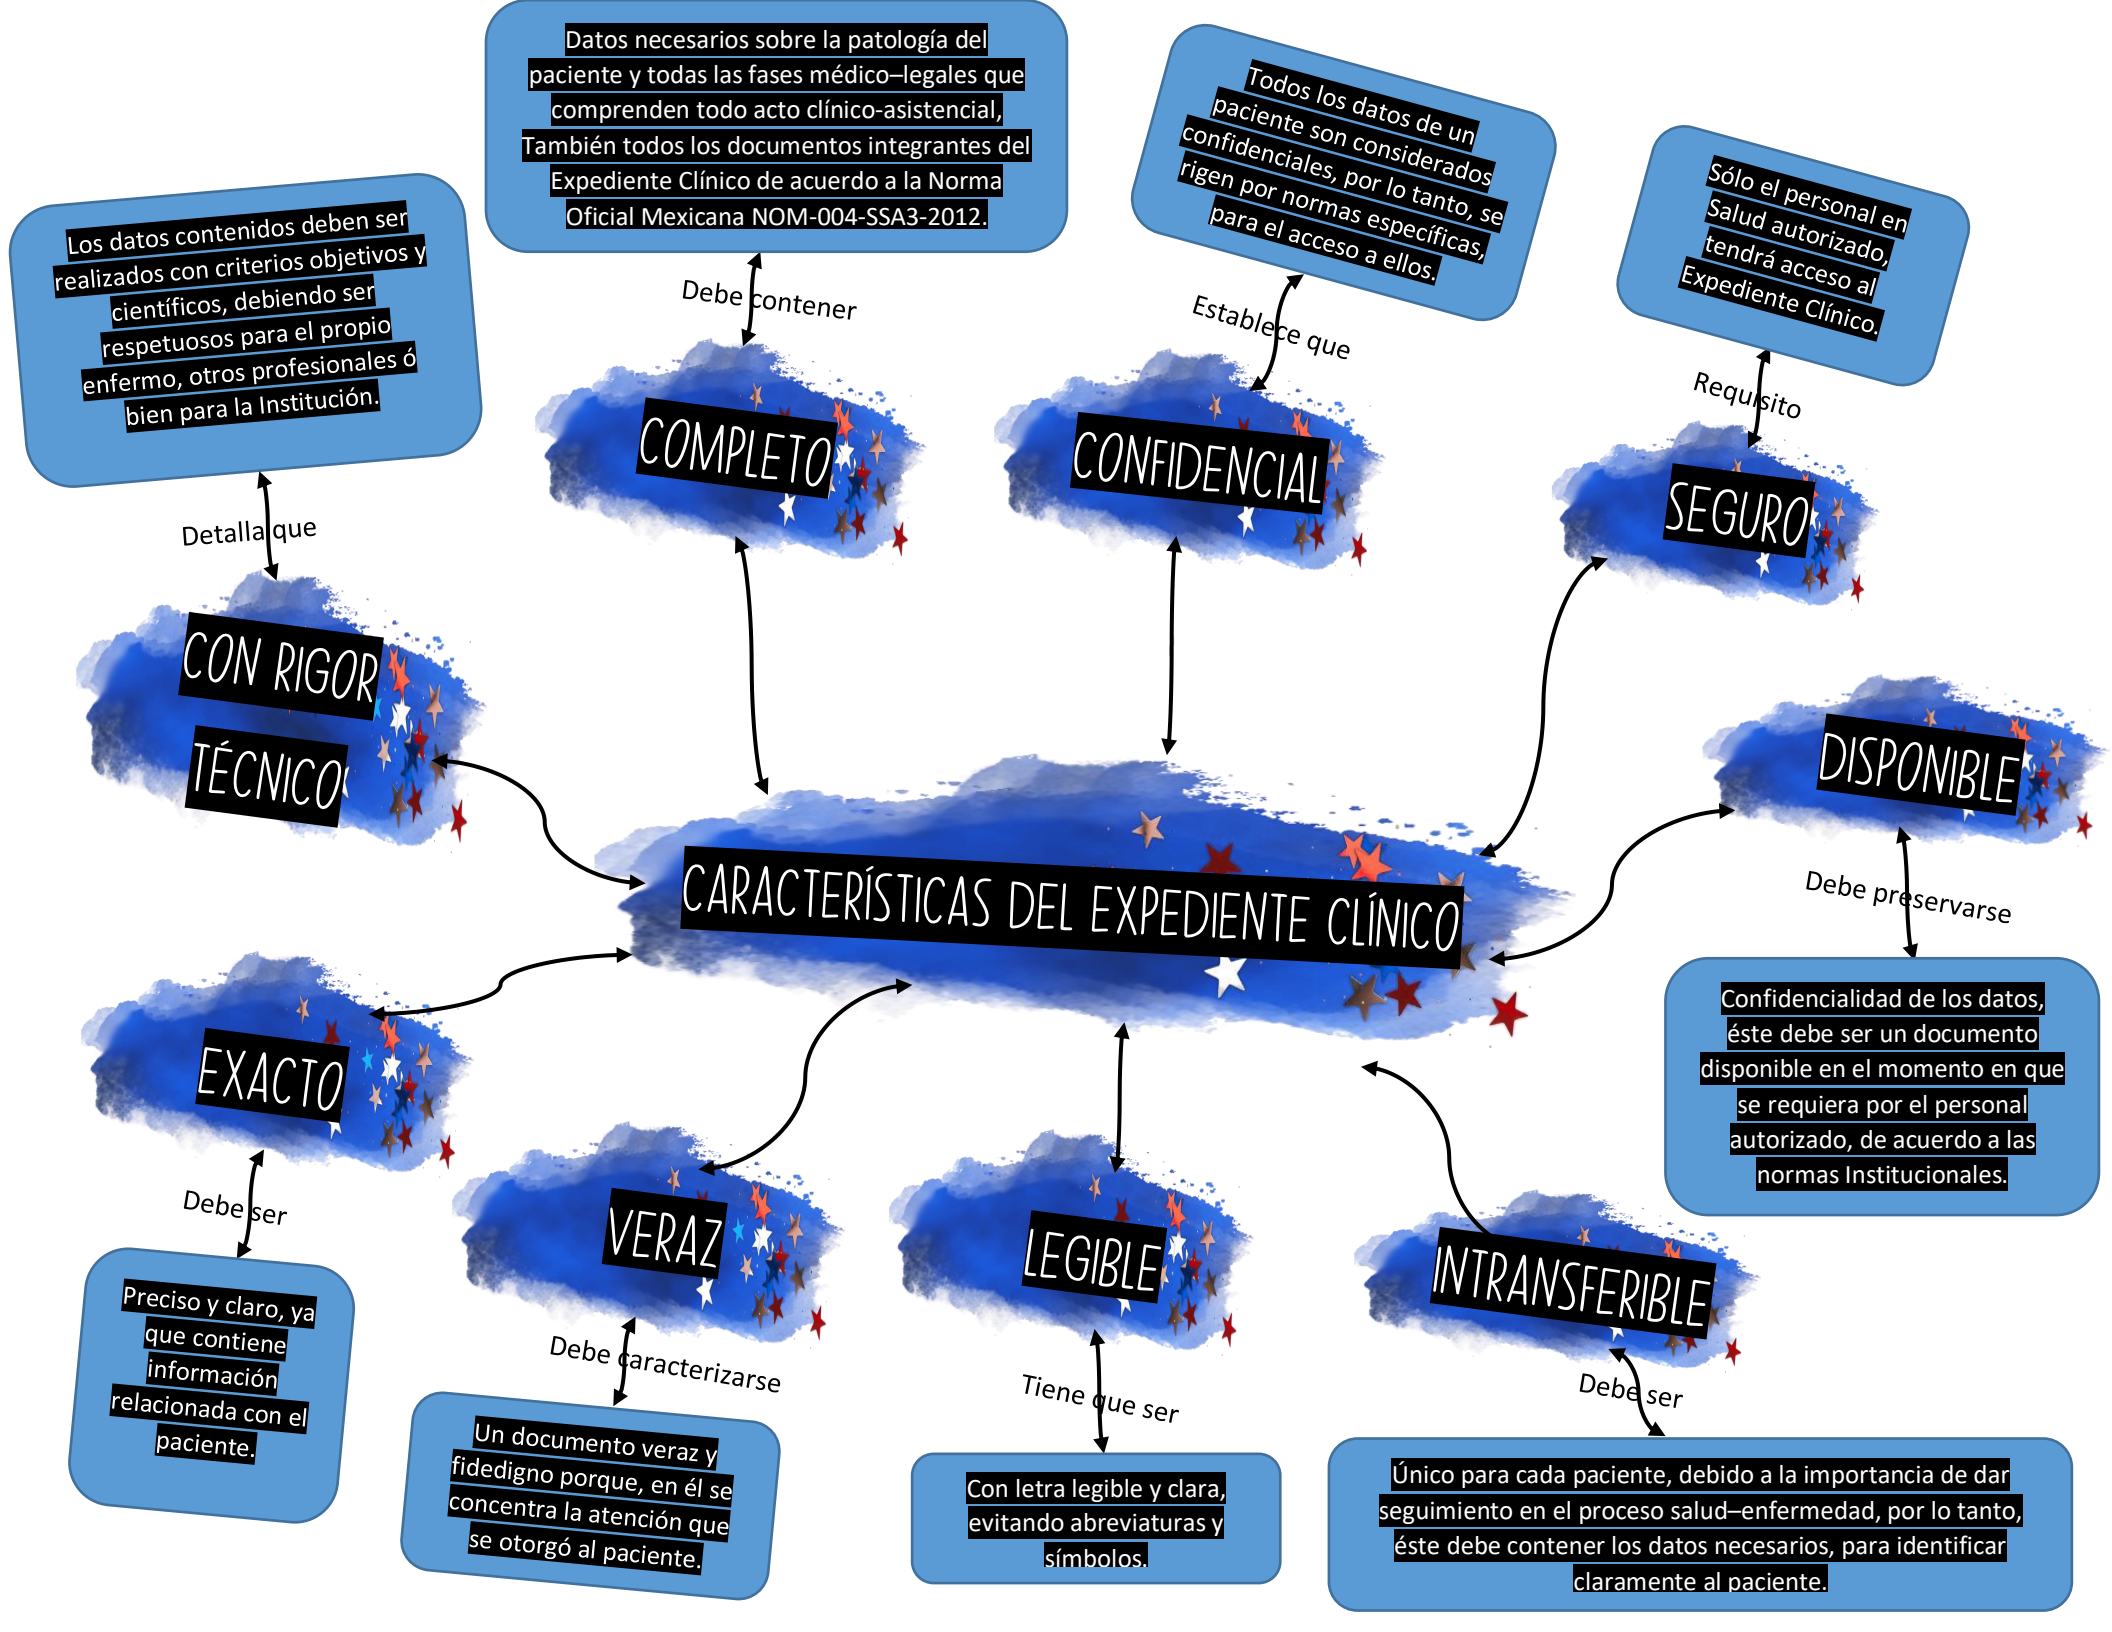 Datos necesarios sobre la patología del
paciente y todas las fases médico–legales que
comprenden todo acto clínico-asistencial,
También todos los documentos integrantes del
Expediente Clínico de acuerdo a la Norma
Oficial Mexicana NOM-004-SSA3-2012.
Debe contener
COMPLETO
Todos los datos de un
paciente son considerados
confidenciales, por lo tanto, se
rigen por normas específicas,
para el acceso a ellos.
Establece que
CONFIDENCIAL
Sólo el personal en
Salud autorizado,
tendrá acceso al
Expediente Clínico.
Requisito
SEGURO
Los datos contenidos deben ser
realizados con criterios objetivos y
científicos, debiendo ser
respetuosos para el propio
enfermo, otros profesionales ó
bien para la Institución.
Detalla que
CON RIGOR
TÉCNICO
CARACTERÍSTICAS DEL EXPEDIENTE CLÍNICO
DISPONIBLE
Debe preservarse
Confidencialidad de los datos,
éste debe ser un documento
disponible en el momento en que
se requiera por el personal
autorizado, de acuerdo a las
normas Institucionales.
EXACTO
Debe ser
Preciso y claro, ya
que contiene
información
relacionada con el
paciente.
VERAZ
Debe caracterizarse
Un documento veraz y
fidedigno porque, en él se
concentra la atención que
se otorgó al paciente.
LEGIBLE
Tiene que ser
Con letra legible y clara,
evitando abreviaturas y
símbolos.
INTRANSFERIBLE
Debe ser
Único para cada paciente, debido a la importancia de dar
seguimiento en el proceso salud–enfermedad, por lo tanto,
éste debe contener los datos necesarios, para identificar
claramente al paciente.